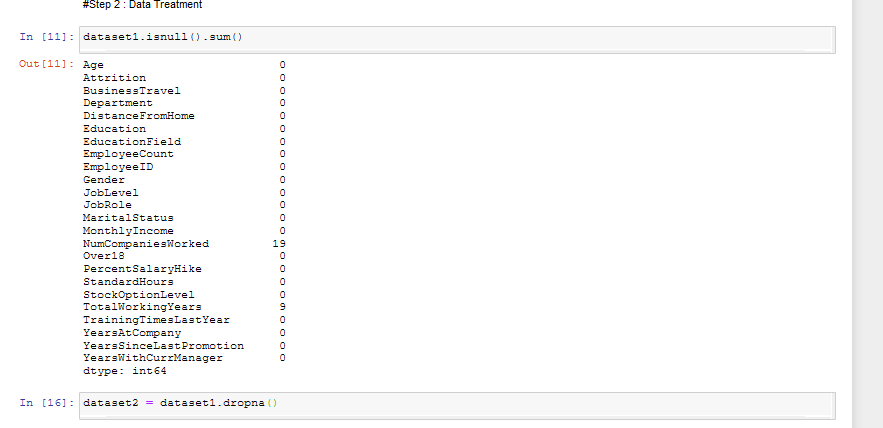 #Step 2 : Data Treatment
In [11]: dataset1.isnull().sum()
Out[11]: Age 0
Attrition 0
BusinessTravel 0
Department 0
DistanceFromHome 0
Education 0
EducationField 0
EmployeeCount 0
EmployeeID 0
Gender 0
JobLevel 0
JobRole 0
MaritalStatus 0
MonthlyIncome 0
NumCompaniesWorked 19
Over18 0
PercentSalaryHike 0
StandardHours 0
StockOptionLevel 0
TotalWorkingYears 9
TrainingTimesLastYear 0
YearsAtCompany 0
YearsSinceLastPromotion 0
YearsWithCurrManager 0
dtype: int64
In [16]: dataset2 = dataset1.dropna()